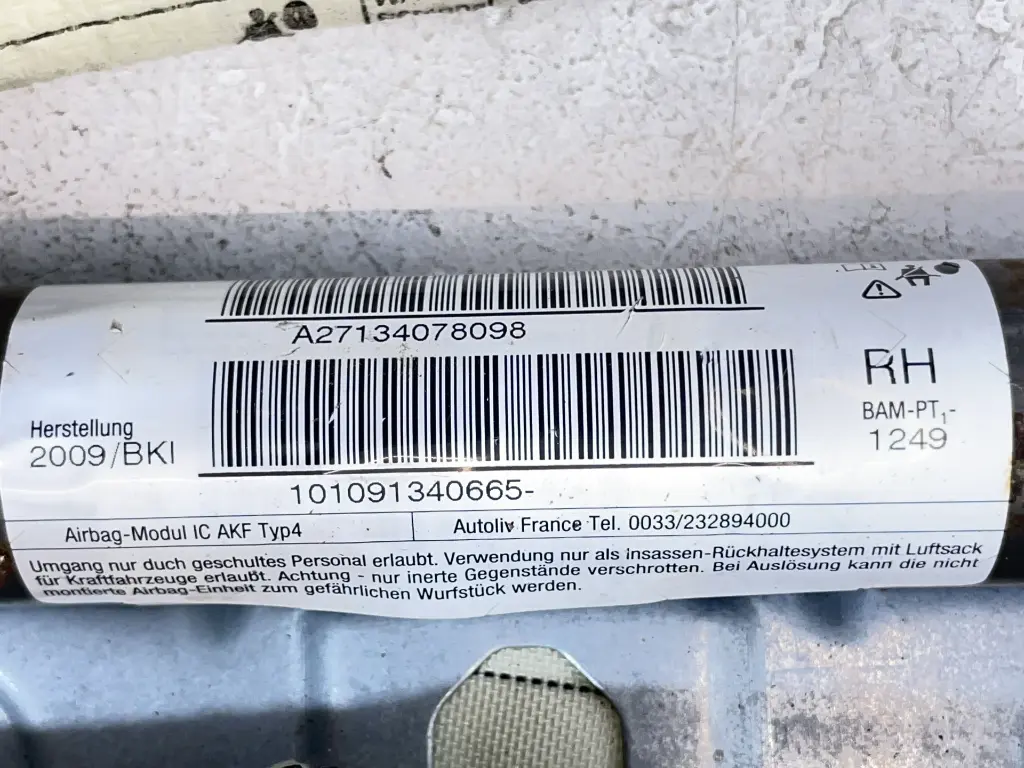 A27134078098
RH
BAM-PT1-
1249
Herstellung
2009/BKI
101091340665-
Airbag-Modul IC AKF Typ4
Autoliv France Tel. 0033/232894000
Umgang nur duch geschultes Personal erlaubt. Verwendung nur als insassen-Rückhaltesystem mit Luftsack
für Kraftfahrzeuge erlaußt. Achtung - nur inerte Gegenstände verschrotten. Bei Auslösung kann die nicht
montierte Airbag-Einheit zum gefährlichen Wurfstück werden.